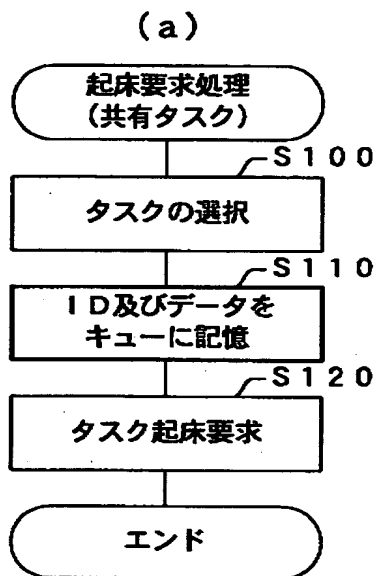 (a)
起床要求処理
(共有タスク)
S100
タスクの選択
S110
ID及びデータを
キューに記憶
S120
タスク起床要求
エンド